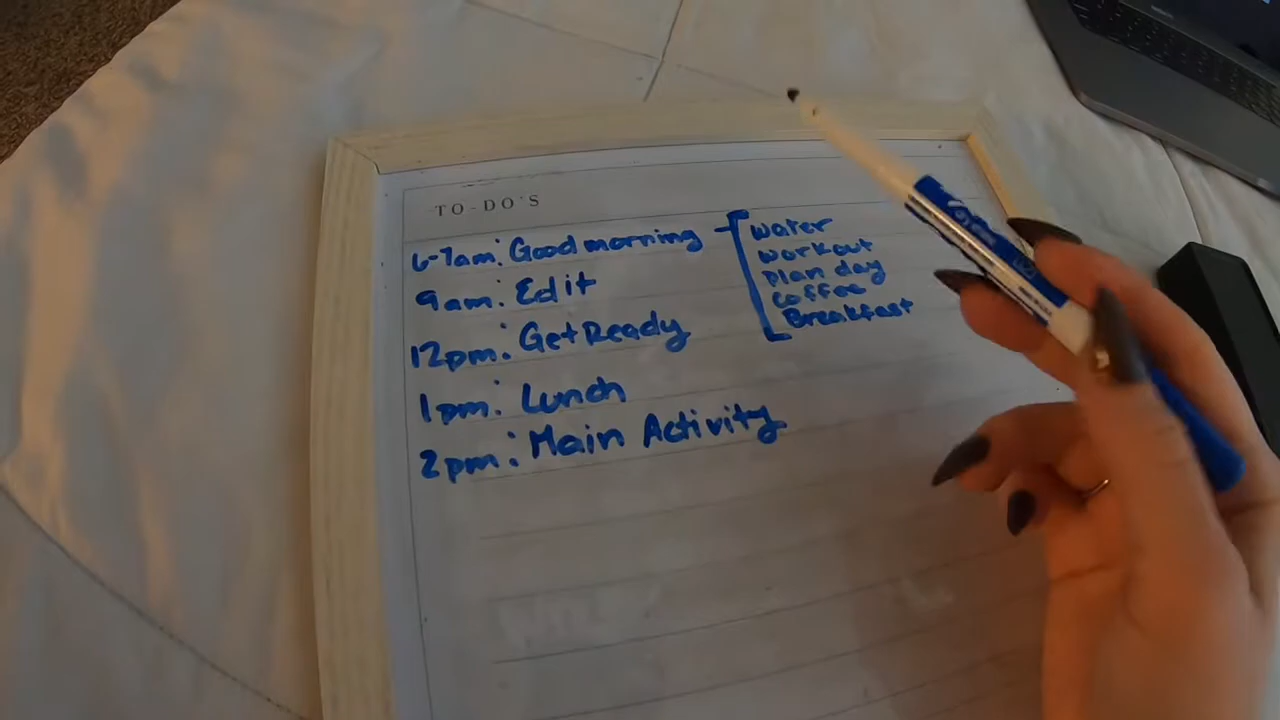 TO-DO'S
6-7am: Good morning
water
workout
Plan day
coffee
Breakfast
9am: Edit
12pm: Get Ready
1pm: Lunch
2pm: Main Activity